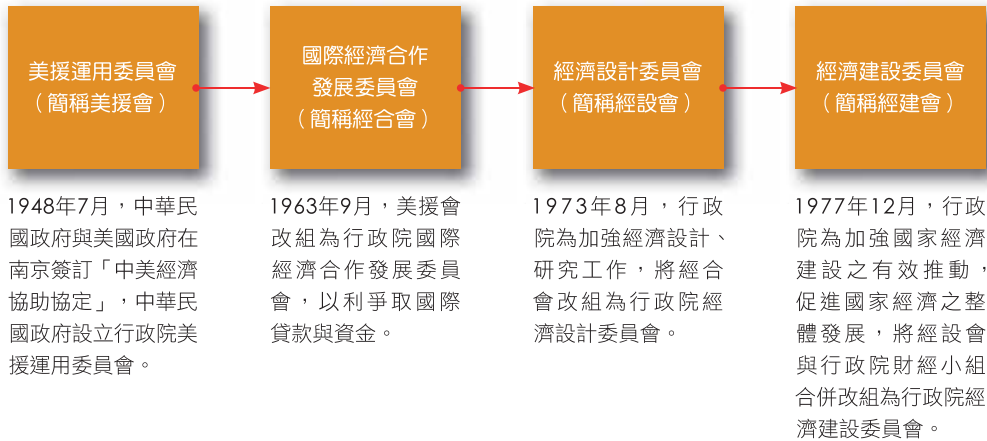 美援運用委員會
（簡稱美援會）
1948年7月，中華民
國政府與美國政府在
南京簽訂「中美經濟
協助協定」，中華民
國政府設立行政院美
援運用委員會。
國際經濟合作
發展委員會
（簡稱經合會）
1963年9月，美援會
改組為行政院國際
經濟合作發展委員
會，以利爭取國際
貸款與資金。
經濟設計委員會
（簡稱經設會）
1973年8月，行政
院為加強經濟設計、
研究工作，將經合
會改組為行政院經
濟設計委員會。
經濟建設委員會
（簡稱經建會）
1977年12月，行政
院為加強國家經濟
建設之有效推動，
促進國家經濟之整
體發展，將經設會
與行政院財經小組
合併改組為行政院經
濟建設委員會。